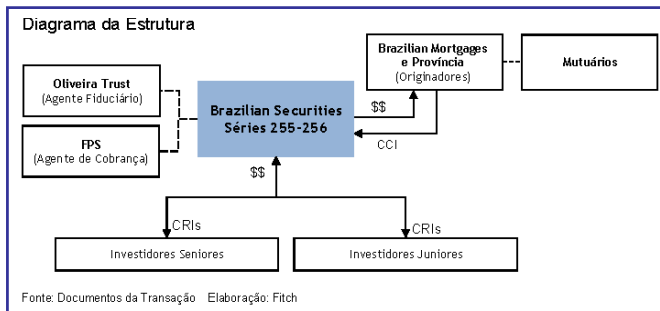 Diagrama da Estrutura
Oliveira Trust
(Agente Fiduciário)
FPS
(Agente de Cobrança)
Brazilian Securities
Séries 255-256
Brazilian Mortgages
e Província
(Originadores)
Mutuários
$$
CCI
$$
CRIs
CRIs
Investidores Seniores
Investidores Juniores
Fonte: Documentos da Transação Elaboração: Fitch